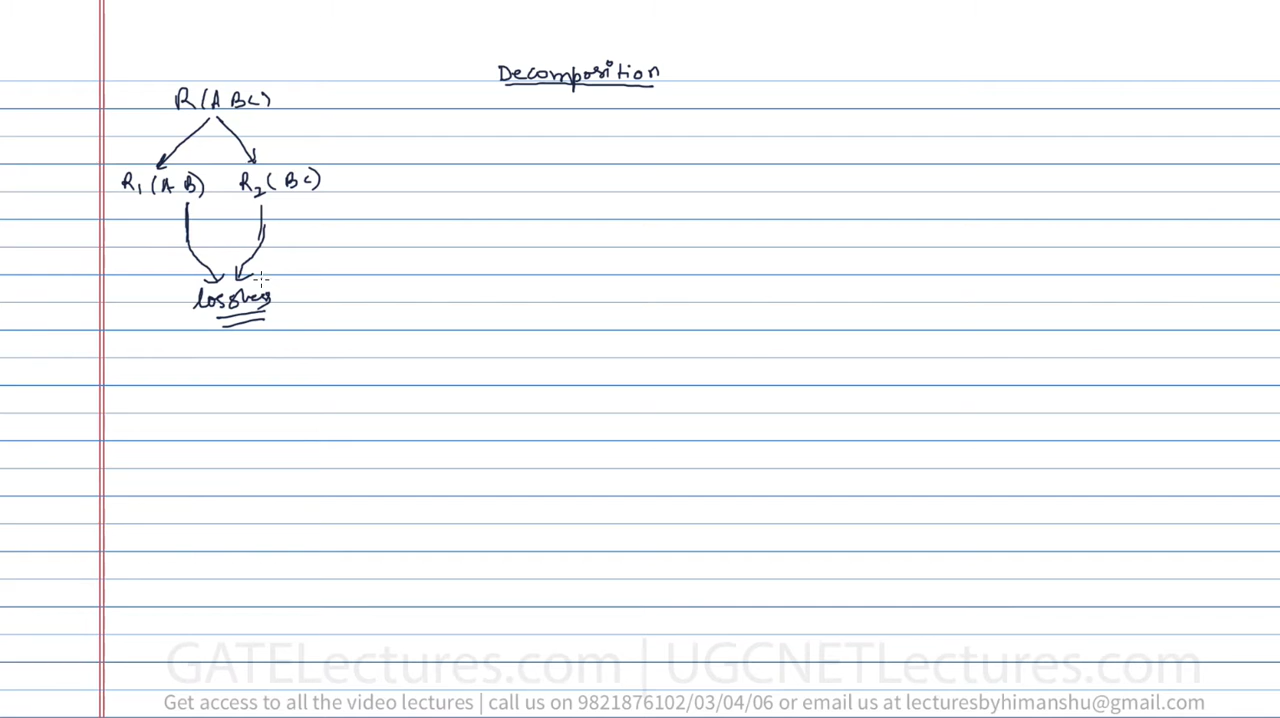 Decomposition
R(ABC)
R1(AB) R2(BC)
lossless
GATELectures.com | UGCNETLectures.com
Get access to all the video lectures | call us on 9821876102/03/04/06 or email us at lecturesbyhimanshu@gmail.com